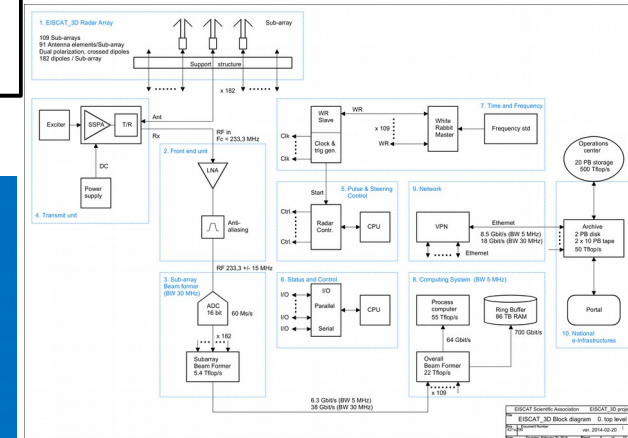 1. EISCAT_3D Radar Array
109 Sub-arrays
91 Antenna elements/Sub-array
Dual polarization, crossed dipoles
182 dipoles / Sub-array
Sub-array
Support structure
x 182
Exciter
SSPA
T/R
Ant
Rx
DC
Power
supply
4. Transmit unit
RF in
Fc = 233,3 MHz
2. Front end unit
LNA
Anti-
aliasing
RF 233,3 +/- 15 MHz
3. Sub-array
Beam former
(BW 30 MHz)
ADC
16 bit
60 Ms/s
x 182
Subarray
Beam Former
5.4 Tflop/s
6.3 Gbit/s (BW 5 MHz)
38 Gbit/s (BW 30 MHz)
7. Time and Frequency
WR
Slave
Clock &
trig gen.
Clk
Clk
WR
x 109
WR
White
Rabbit
Master
Frequency std
Start
5. Pulse & Steering
Control
Ctrl
Ctrl
Radar
Contr.
CPU
6. Status and Control
I/O
I/O
I/O
I/O
Parallel
Serial
CPU
9. Network
VPN
Ethernet
8.5 Gbit/s (BW 5 MHz)
18 Gbit/s (BW 30 MHz)
Ethernet
8. Computing System (BW 5 MHz)
Process
computer
55 Tflop/s
Ring Buffer
86 TB RAM
64 Gbit/s
700 Gbit/s
Overall
Beam Former
22 Tflop/s
x 109
Operations
center
20 PB storage
500 Tflop/s
Archive
2 PB disk
2 x 10 PB tape
50 Tflop/s
Portal
10. National
e-Infrastructures
EISCAT Scientific Association EISCAT_3D proje
EISCAT_3D Block diagram 0. top level
ver. 2014-02-20